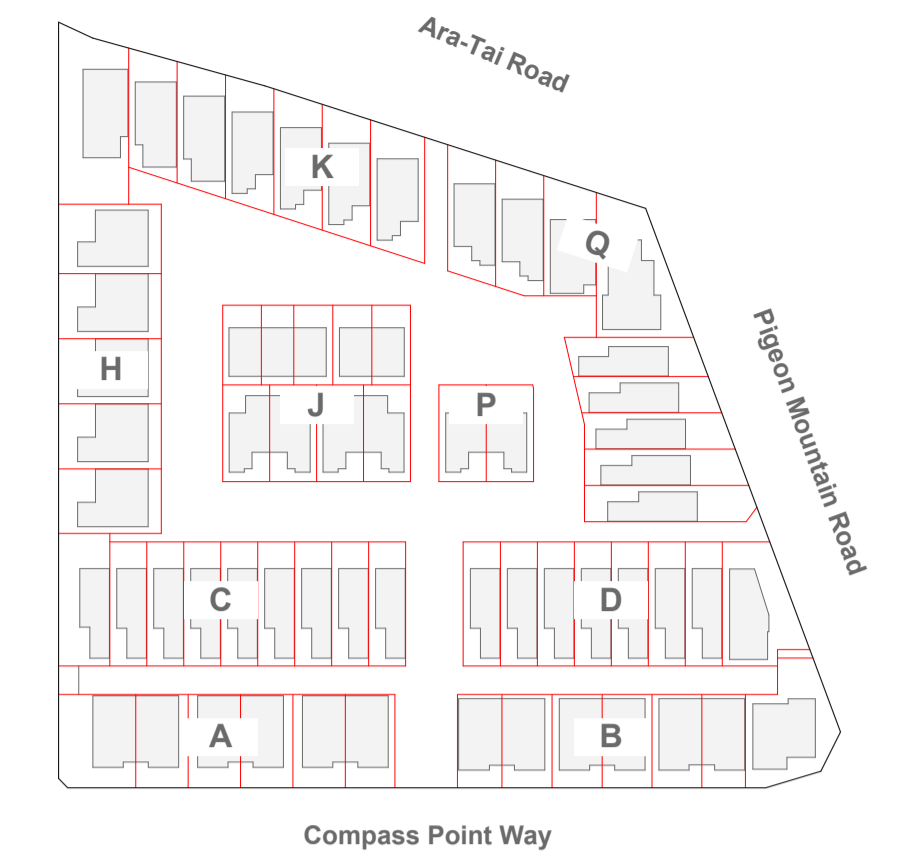 Ara-Tai Road
K
Q
H
Pigeon Mountain Road
J
P
C
D
A
B
Compass Point Way